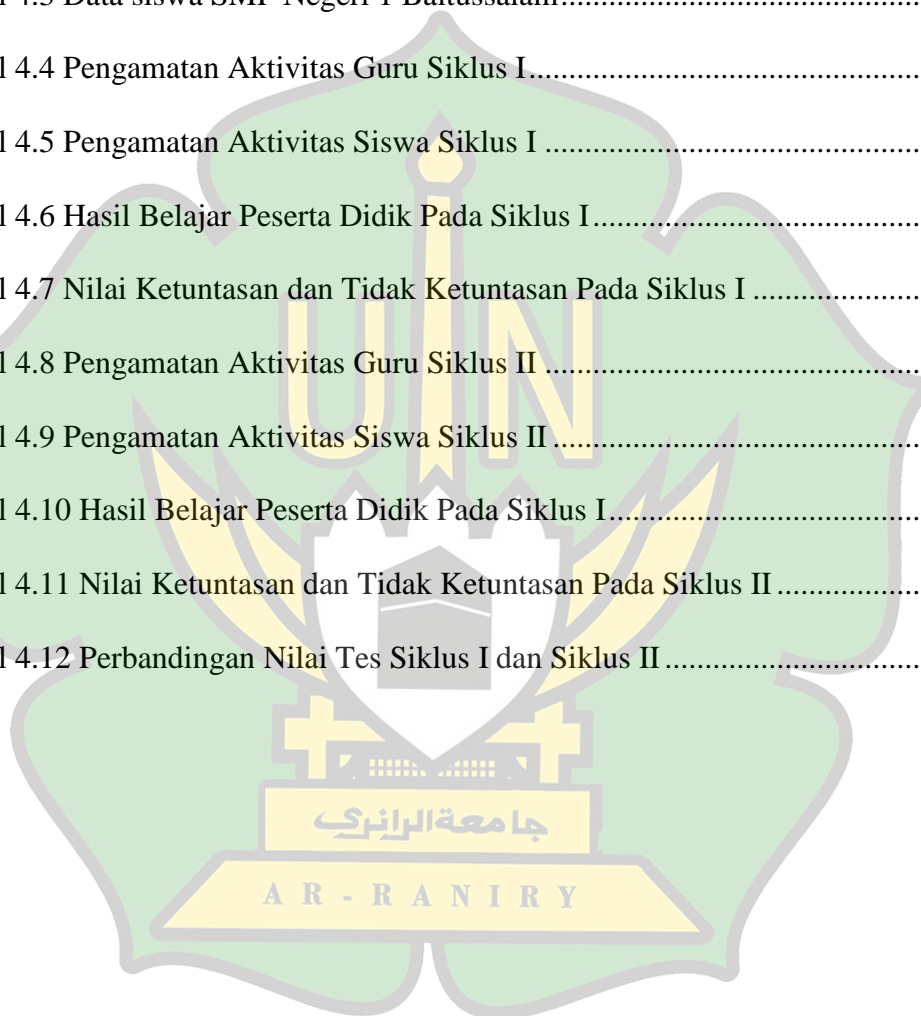 l 4.3 Data siswa SMP Negeri 1 Baitussalam
l 4.4 Pengamatan Aktivitas Guru Siklus I
l 4.5 Pengamatan Aktivitas Siswa Siklus I
l 4.6 Hasil Belajar Peserta Didik Pada Siklus I
l 4.7 Nilai Ketuntasan dan Tidak Ketuntasan Pada Siklus I
l 4.8 Pengamatan Aktivitas Guru Siklus II
l 4.9 Pengamatan Aktivitas Siswa Siklus II
l 4.10 Hasil Belajar Peserta Didik Pada Siklus I
l 4.11 Nilai Ketuntasan dan Tidak Ketuntasan Pada Siklus II
l 4.12 Perbandingan Nilai Tes Siklus I dan Siklus II
UIN
جامعة الرانري
AR-RANIRY